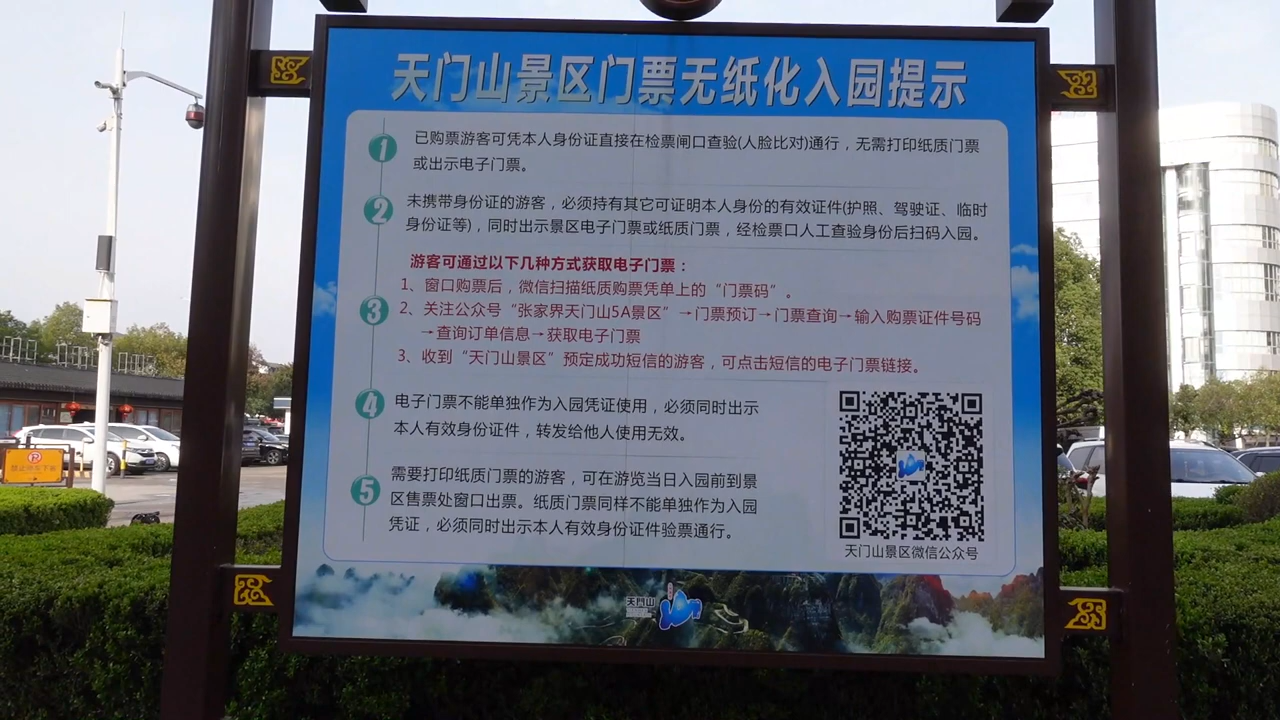 天门山景区门票无纸化入园提示
1 已购票游客可凭本人身份证直接在检票闸口查验(人脸比对)通行，无需打印纸质门票
或出示电子门票。
2 未携带身份证的游客，必须持有其它可证明本人身份的有效证件(护照、驾驶证、临时
身份证等)，同时出示景区电子门票或纸质门票，经检票口人工查验身份后扫码入园。
3 游客可通过以下几种方式获取电子门票：
1、窗口购票后，微信扫描纸质购票凭单上的“门票码”。
2、关注公众号“张家界天门山5A景区”→门票预订→门票查询→输入购票证件号码
→查询订单信息→获取电子门票
3、收到“天门山景区”预定成功短信的游客，可点击短信的电子门票链接。
4 电子门票不能单独作为入园凭证使用，必须同时出示
本人有效身份证件，转发给他人使用无效。
5 需要打印纸质门票的游客，可在游览当日入园前到景
区售票处窗口出票。纸质门票同样不能单独作为入园
凭证，必须同时出示本人有效身份证件验票通行。
天门山景区微信公众号
天門山